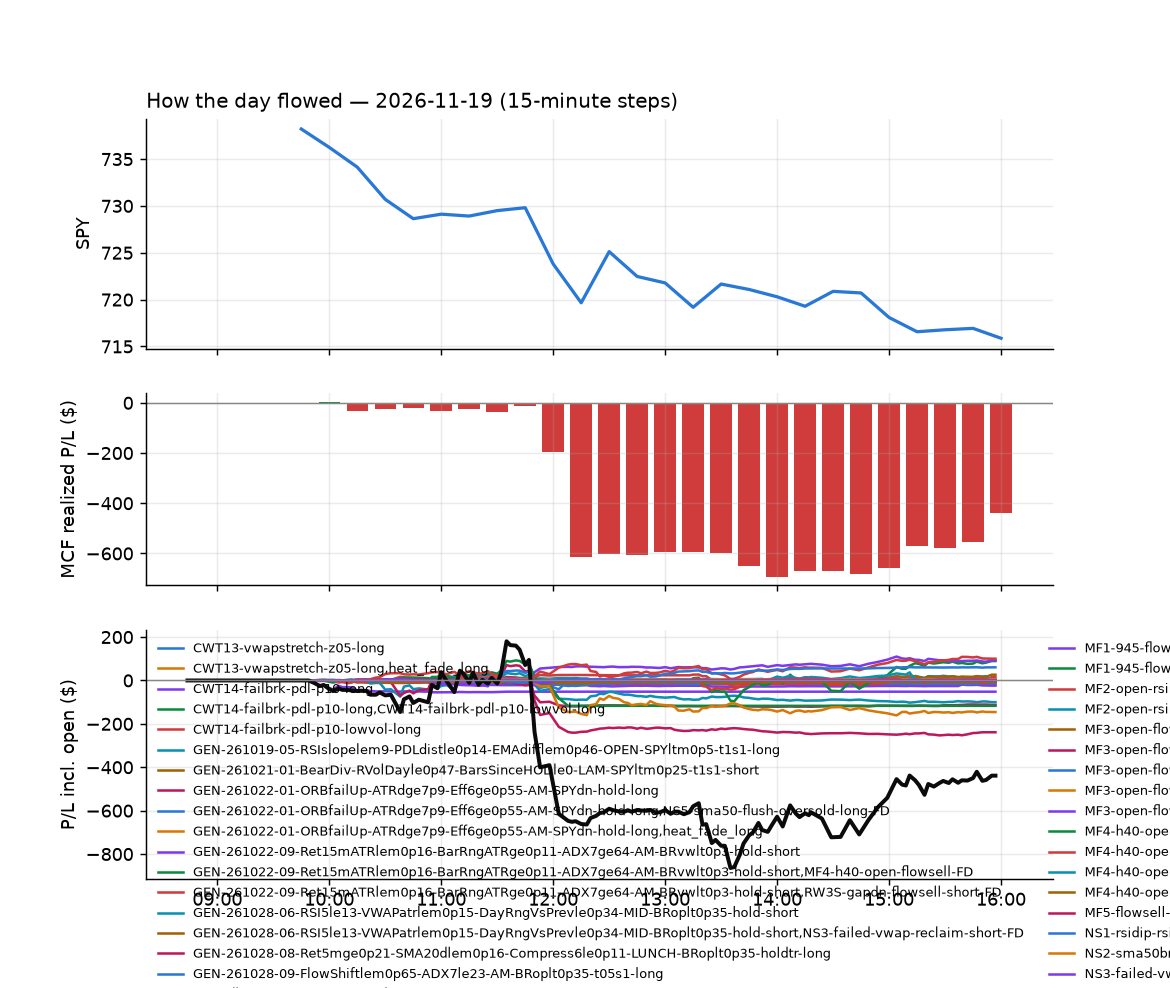 How the day flowed — 2026-11-19 (15-minute steps)
SPY
735
730
725
720
715
MCF realized P/L ($)
0
−200
−400
−600
P/L incl. open ($)
200
0
−200
−400
−600
−800
09:00
10:00
11:00
12:00
13:00
14:00
15:00
16:00
CWT13-vwapstretch-z05-long
CWT13-vwapstretch-z05-long,heat_fade_long
CWT14-failbrk-pdl-p10-long
CWT14-failbrk-pdl-p10-long,CWT14-failbrk-pdl-p10-lowvol-long
CWT14-failbrk-pdl-p10-lowvol-long
GEN-261019-05-RSIslopelem9-PDLdistle0p14-EMAdifflem0p46-OPEN-SPYltm0p5-t1s1-long
GEN-261021-01-BearDiv-RVolDayle0p47-BarsSinceHODle0-LAM-SPYltm0p25-t1s1-short
GEN-261022-01-ORBfailUp-ATRdge7p9-Eff6ge0p55-AM-SPYdn-hold-long
GEN-261022-01-ORBfailUp-ATRdge7p9-Eff6ge0p55-AM-SPYdn-hold-long,NS5-sma50-flush-oversold-long-FD
GEN-261022-01-ORBfailUp-ATRdge7p9-Eff6ge0p55-AM-SPYdn-hold-long,heat_fade_long
GEN-261022-09-Ret15mATRlem0p16-BarRngATRge0p11-ADX7ge64-AM-BRvwlt0p3-hold-short
GEN-261022-09-Ret15mATRlem0p16-BarRngATRge0p11-ADX7ge64-AM-BRvwlt0p3-hold-short,MF4-h40-open-flowsell-FD
GEN-261022-09-Ret15mATRlem0p16-BarRngATRge0p11-ADX7ge64-AM-BRvwlt0p3-hold-short,RW3S-gapdn-flowsell-short-FD
GEN-261028-06-RSI5le13-VWAPatrlem0p15-DayRngVsPrevle0p34-MID-BRoplt0p35-hold-short
GEN-261028-06-RSI5le13-VWAPatrlem0p15-DayRngVsPrevle0p34-MID-BRoplt0p35-hold-short,NS3-failed-vwap-reclaim-short-FD
GEN-261028-08-Ret5mge0p21-SMA20dlem0p16-Compress6le0p11-LUNCH-BRoplt0p35-holdtr-long
GEN-261028-09-FlowShiftlem0p65-ADX7le23-AM-BRoplt0p35-t05s1-long
MF1-945-flow
MF1-945-flow
MF2-open-rsi
MF2-open-rsi
MF3-open-flo
MF3-open-flo
MF3-open-flo
MF3-open-flo
MF3-open-flo
MF4-h40-ope
MF4-h40-ope
MF4-h40-ope
MF4-h40-ope
MF5-flowsell-
NS1-rsidip-rsi
NS2-sma50br
NS3-failed-vw